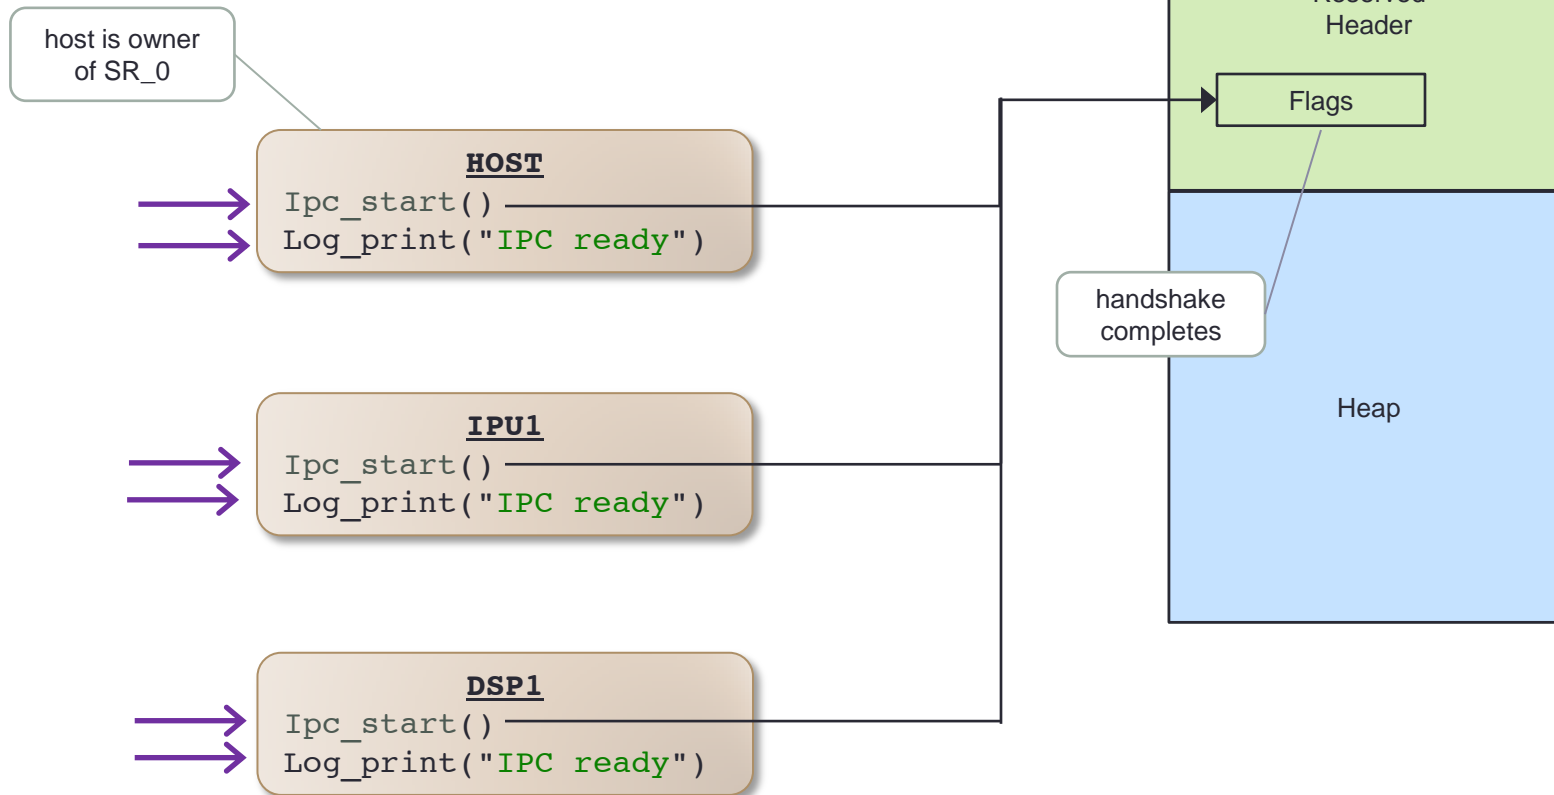 host is owner
of SR_0
HOST
Ipc_start()
Log_print("IPC ready")
IPU1
Ipc_start()
Log_print("IPC ready")
DSP1
Ipc_start()
Log_print("IPC ready")
Reserved
Header
Flags
handshake
completes
Heap